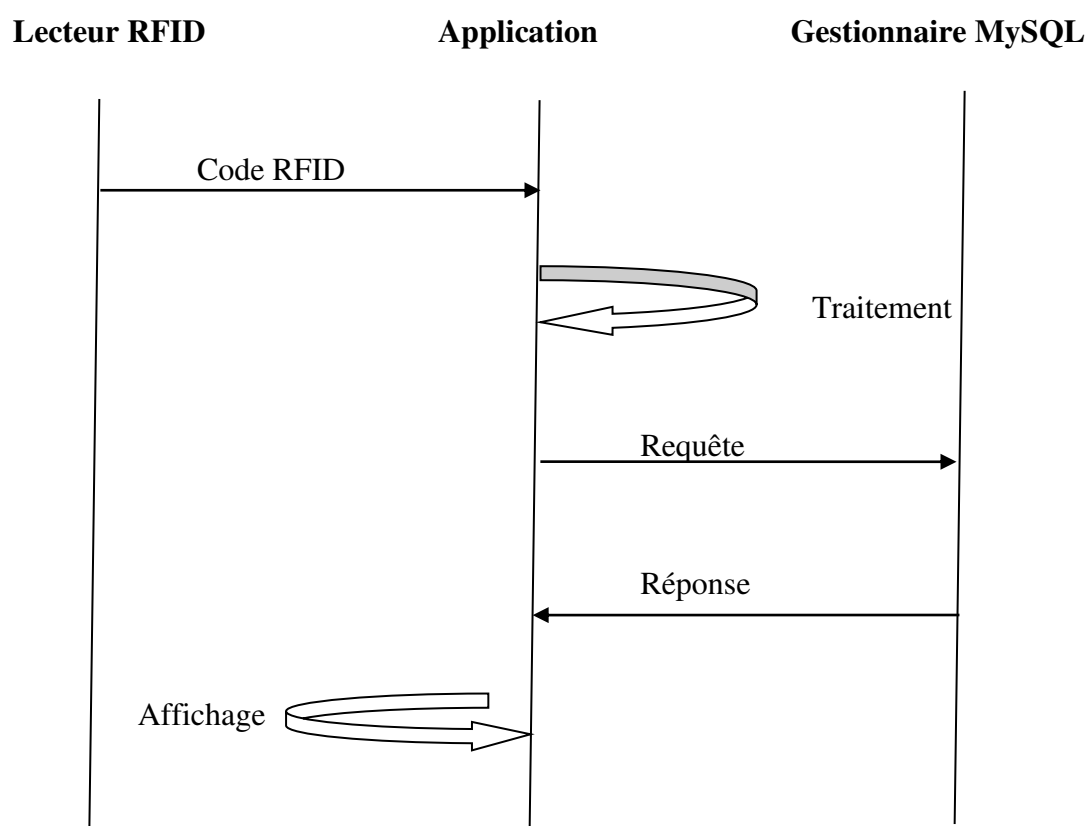 Lecteur RFID Application Gestionnaire MySQL
Code RFID
Traitement
Requête
Réponse
Affichage